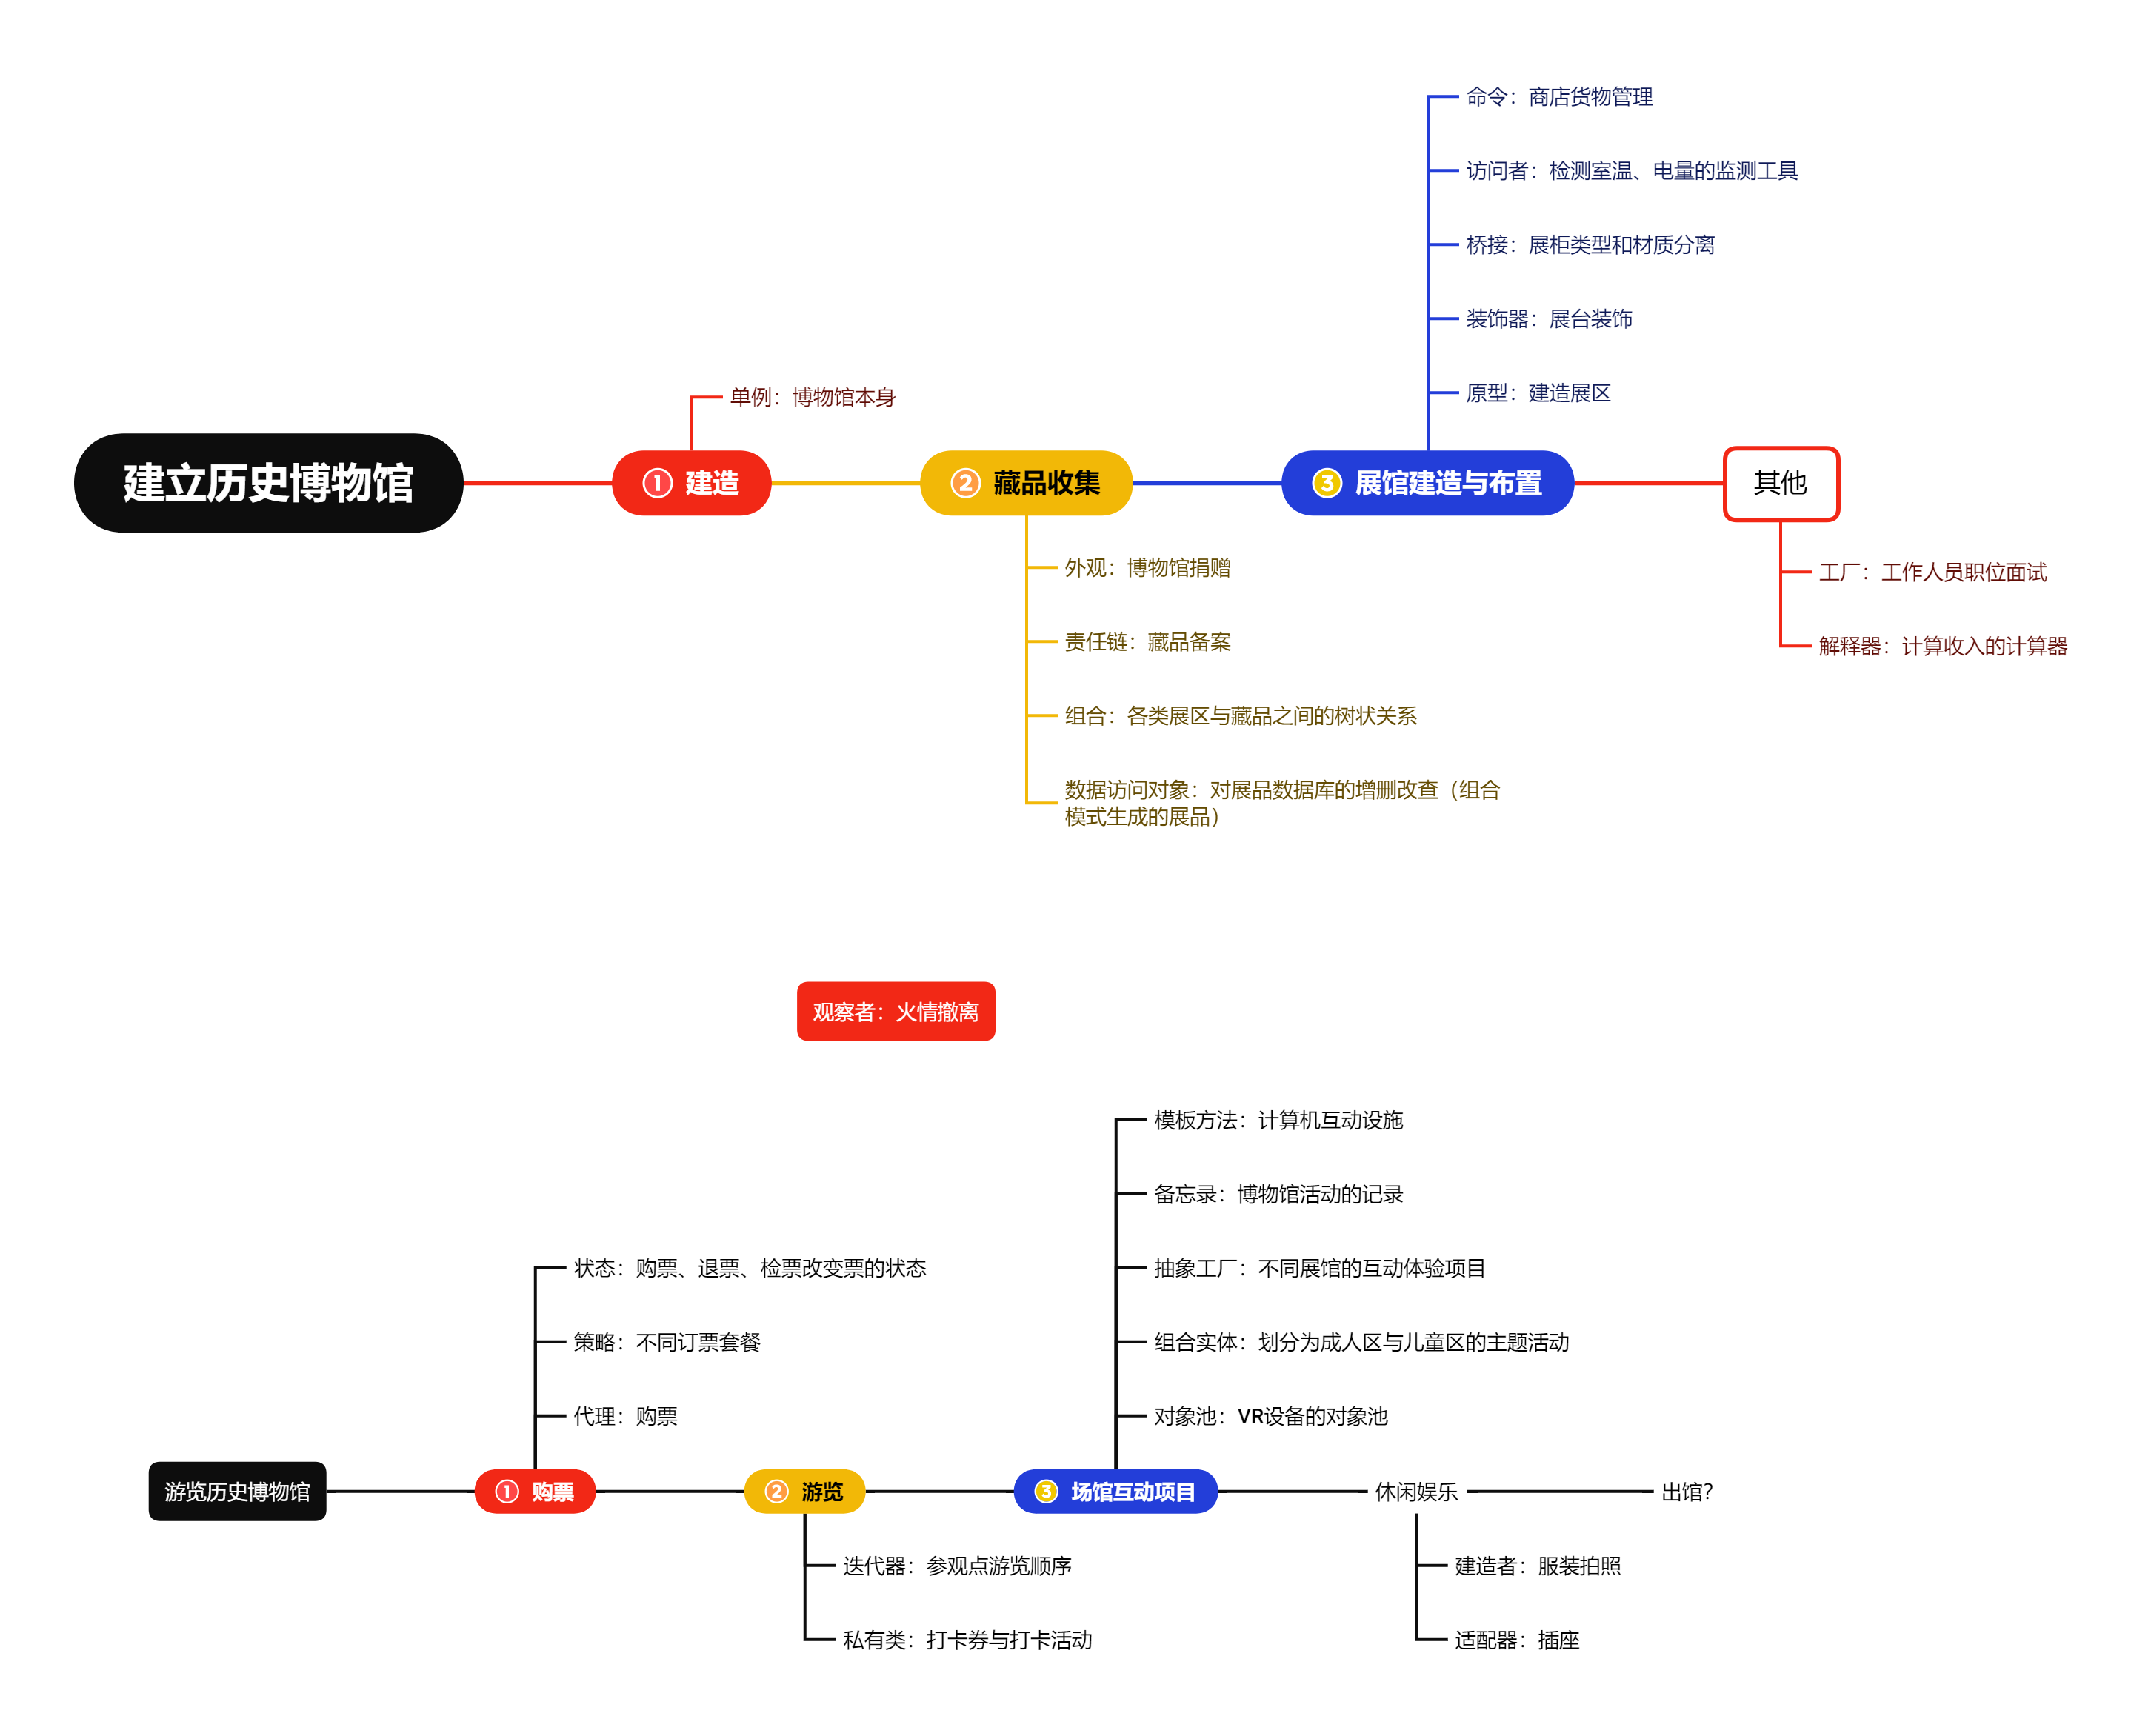 建立历史博物馆
① 建造
单例：博物馆本身
② 藏品收集
外观：博物馆捐赠
责任链：藏品备案
组合：各类展区与藏品之间的树状关系
数据访问对象：对展品数据库的增删改查（组合
模式生成的展品）
③ 展馆建造与布置
命令：商店货物管理
访问者：检测室温、电量的监测工具
桥接：展柜类型和材质分离
装饰器：展台装饰
原型：建造展区
其他
工厂：工作人员职位面试
解释器：计算收入的计算器
观察者：火情撤离
游览历史博物馆
① 购票
状态：购票、退票、检票改变票的状态
策略：不同订票套餐
代理：购票
② 游览
迭代器：参观点游览顺序
私有类：打卡券与打卡活动
③ 场馆互动项目
模板方法：计算机互动设施
备忘录：博物馆活动的记录
抽象工厂：不同展馆的互动体验项目
组合实体：划分为成人区与儿童区的主题活动
对象池：VR设备的对象池
休闲娱乐
建造者：服装拍照
适配器：插座
出馆？